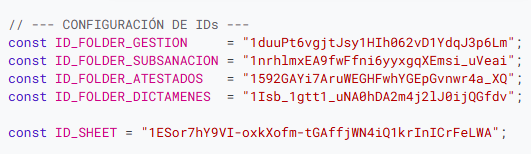 // --- CONFIGURACIÓN DE IDs ---
const ID_FOLDER_GESTION     = "1duuPt6vgjtJsy1HIh062vD1YdqJ3p6Lm";
const ID_FOLDER_SUBSANACION = "1nrhlmxEA9fwFfni6yyxgqXEmsi_uYeai";
const ID_FOLDER_ATESTADOS   = "1592GAYi7AruWEGHFwhYGEpGvnwr4a_XQ";
const ID_FOLDER_DICTAMENES  = "1Isb_1gtt1_uNA0hDA2m4j2lJ0ijQGfdv";
const ID_SHEET = "1ESor7hY9VI-oxkXofm-tGAffjWN4iQ1krInICrFeLWA";